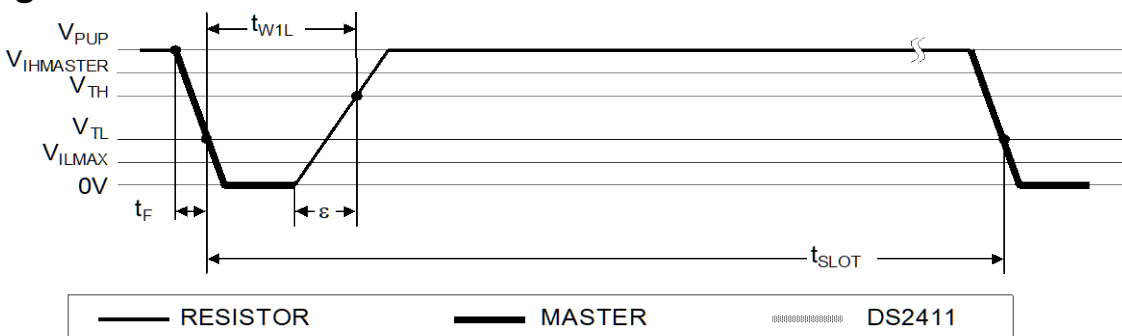 V_PUP
V_IHMASTER
V_TH
V_TL
V_ILMAX
0V
t_W1L
t_F
ε
t_SLOT
RESISTOR MASTER DS2411